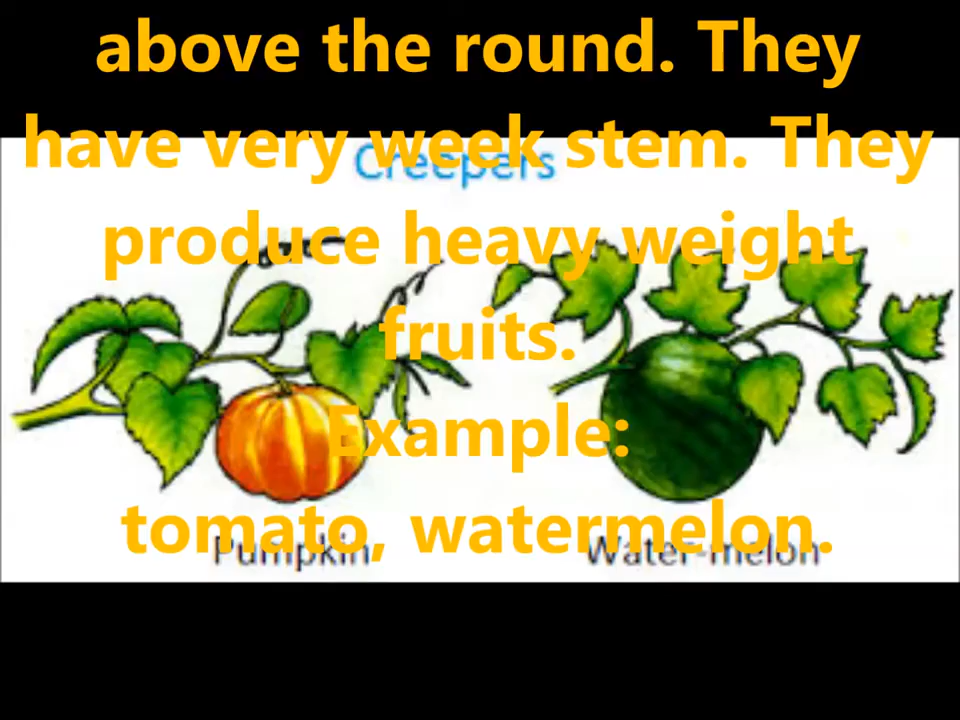 above the round. They
have very week stem. They
Creepers
produce heavy weight
fruits.
Example:
tomato, watermelon.
Pumpkin Water-melon